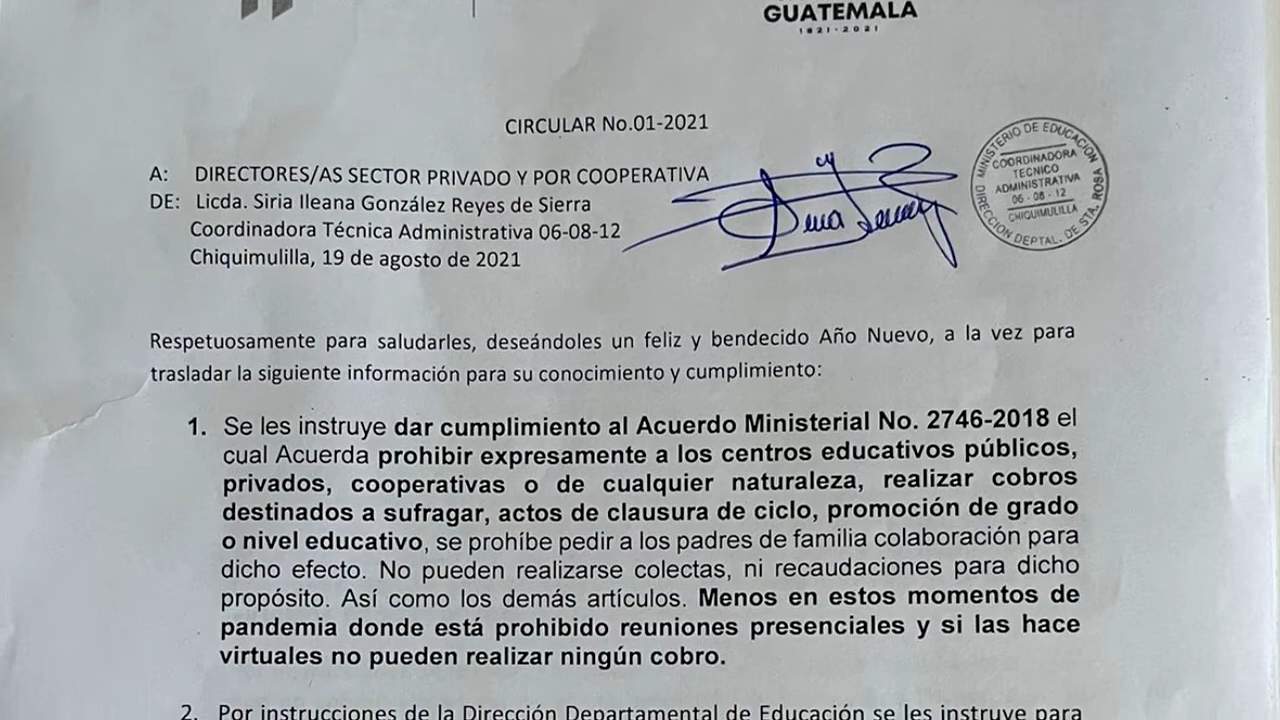 GUATEMALA
1821-2021
CIRCULAR No.01-2021
A: DIRECTORES/AS SECTOR PRIVADO Y POR COOPERATIVA
DE: Licda. Siria Ileana González Reyes de Sierra
Coordinadora Técnica Administrativa 06-08-12
Chiquimulilla, 19 de agosto de 2021
MINISTERIO DE EDUCACION
COORDINADORA
TECNICO
ADMINISTRATIVA
06 - 08 - 12
CHIQUIMULILLA
DIRECCION DEPTAL. DE STA. ROSA
Respetuosamente para saludarles, deseándoles un feliz y bendecido Año Nuevo, a la vez para
trasladar la siguiente información para su conocimiento y cumplimiento:
1. Se les instruye dar cumplimiento al Acuerdo Ministerial No. 2746-2018 el
cual Acuerda prohibir expresamente a los centros educativos públicos,
privados, cooperativas o de cualquier naturaleza, realizar cobros
destinados a sufragar, actos de clausura de ciclo, promoción de grado
o nivel educativo, se prohíbe pedir a los padres de familia colaboración para
dicho efecto. No pueden realizarse colectas, ni recaudaciones para dicho
propósito. Así como los demás artículos. Menos en estos momentos de
pandemia donde está prohibido reuniones presenciales y si las hace
virtuales no pueden realizar ningún cobro.
2. Por instrucciones de la Dirección Departamental de Educación se les instruye para